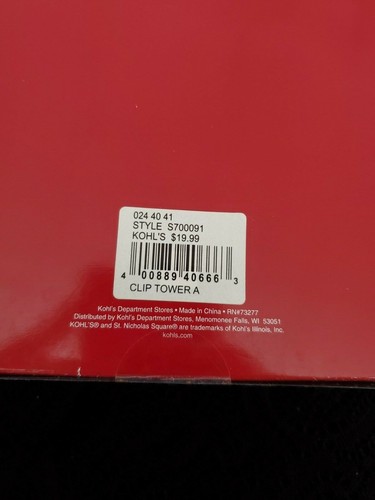 024 40 41
STYLE S700091
KOHL'S $19.99
4 00889 40666 3
CLIP TOWER A
Kohl's Department Stores • Made in China • RN#73277
Distributed by Kohl's Department Stores, Menomonee Falls, WI 53051
KOHL'S® and St. Nicholas Square® are trademarks of Kohl's Illinois, Inc.
kohls.com